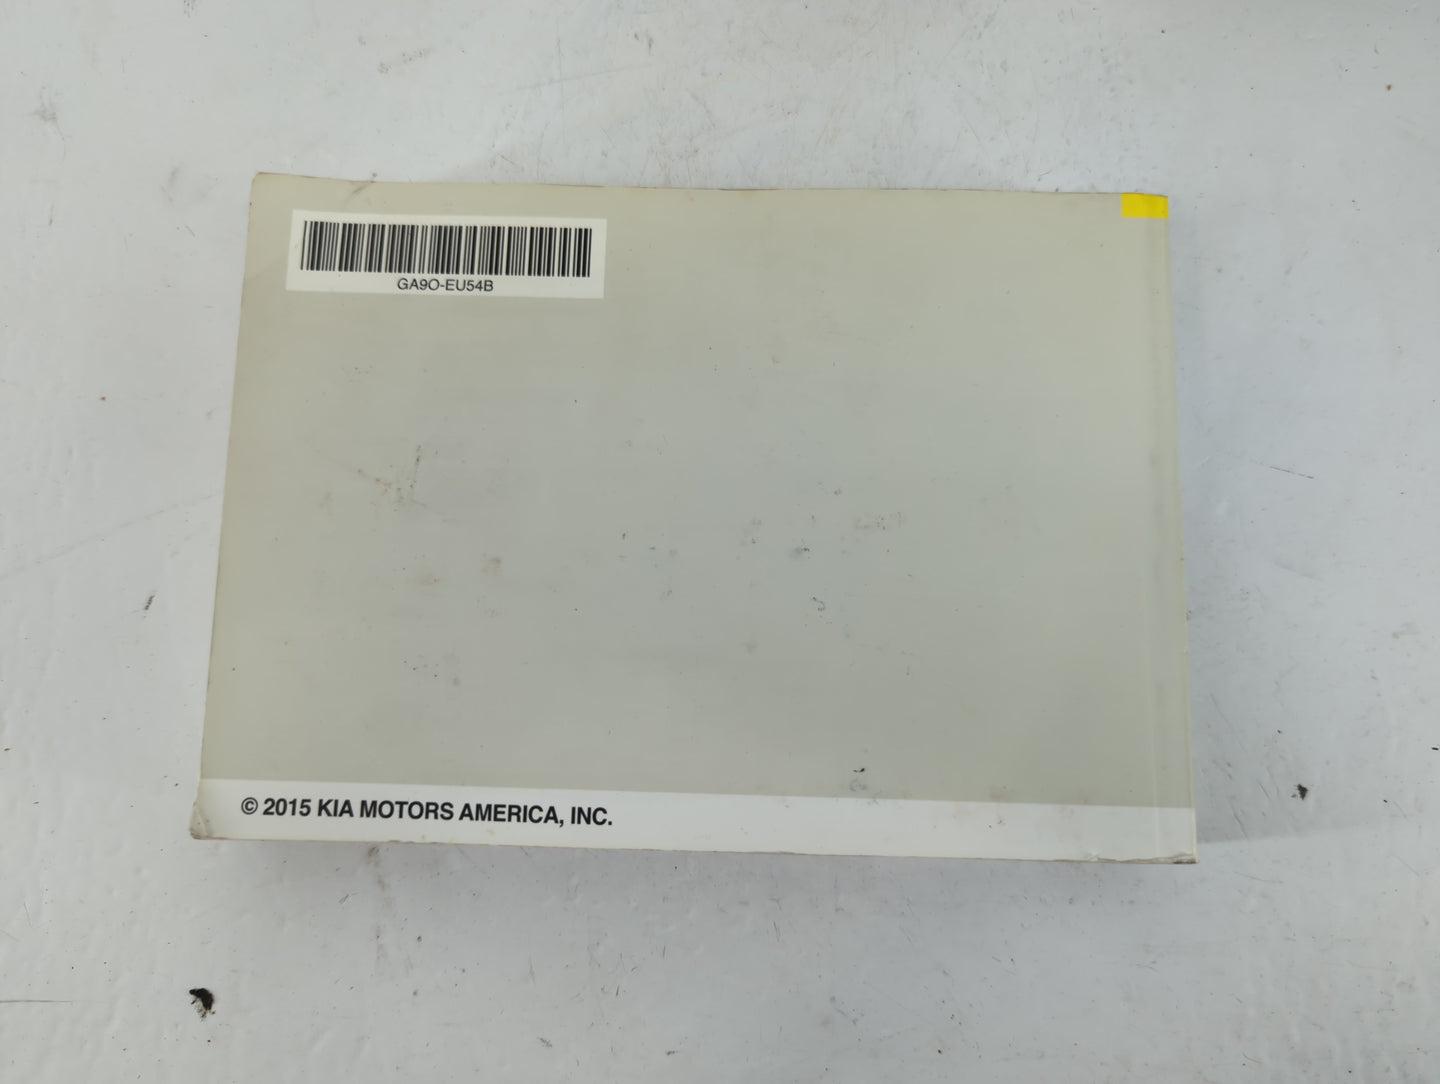 GA9O-EU54B
© 2015 KIA MOTORS AMERICA, INC.